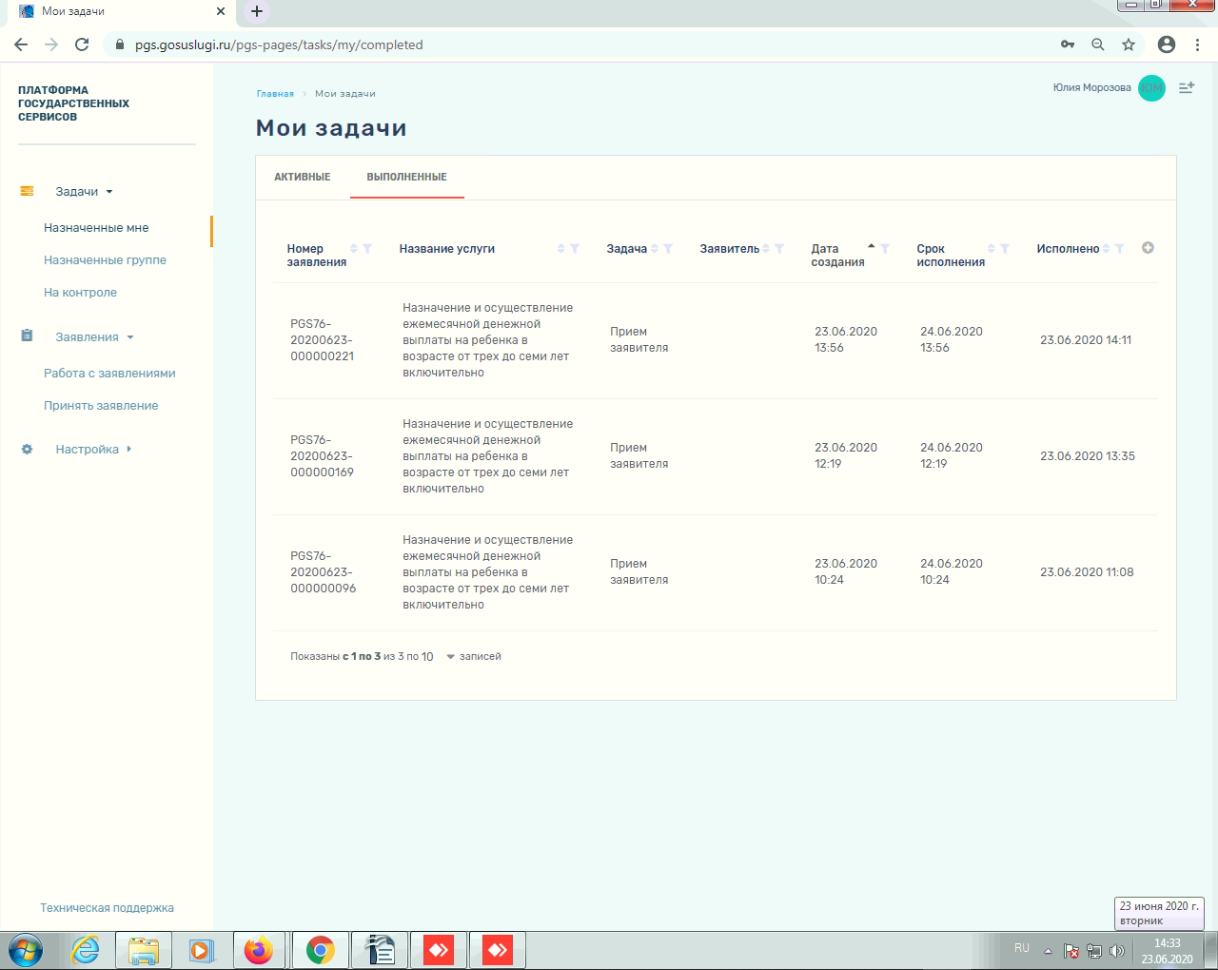 Мои задачи
pgs.gosuslugi.ru/pgs-pages/tasks/my/completed
ПЛАТФОРМА
ГОСУДАРСТВЕННЫХ
СЕРВИСОВ
Задачи
Назначенные мне
Назначенные группе
На контроле
Заявления
Работа с заявлениями
Принять заявление
Настройка
Техническая поддержка
Главная > Мои задачи
Юлия Морозова ЮМ
Мои задачи
АКТИВНЫЕ ВЫПОЛНЕННЫЕ
Номер
заявления
Название услуги
Задача
Заявитель
Дата
создания
Срок
исполнения
Исполнено
PGS76-
20200623-
000000221
Назначение и осуществление
ежемесячной денежной
выплаты на ребенка в
возрасте от трех до семи лет
включительно
Прием
заявителя
23.06.2020
13:56
24.06.2020
13:56
23.06.2020 14:11
PGS76-
20200623-
000000169
Назначение и осуществление
ежемесячной денежной
выплаты на ребенка в
возрасте от трех до семи лет
включительно
Прием
заявителя
23.06.2020
12:19
24.06.2020
12:19
23.06.2020 13:35
PGS76-
20200623-
000000096
Назначение и осуществление
ежемесячной денежной
выплаты на ребенка в
возрасте от трех до семи лет
включительно
Прием
заявителя
23.06.2020
10:24
24.06.2020
10:24
23.06.2020 11:08
Показаны с 1 по 3 из 3 по 10 записей
23 июня 2020 г.
вторник
RU
14:33
23.06.2020